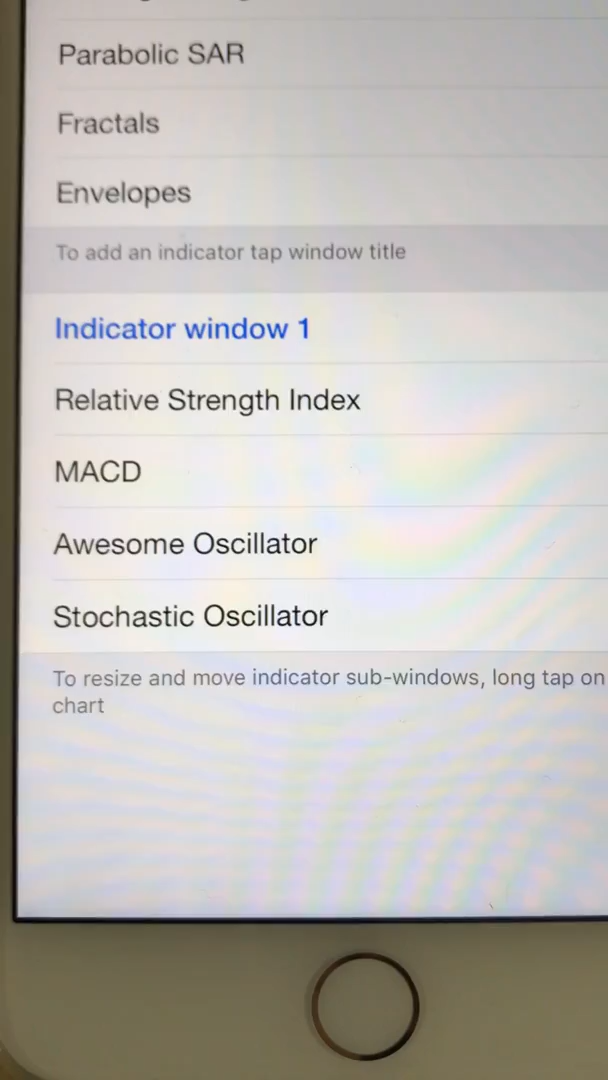 Parabolic SAR
Fractals
Envelopes
To add an indicator tap window title
Indicator window 1
Relative Strength Index
MACD
Awesome Oscillator
Stochastic Oscillator
To resize and move indicator sub-windows, long tap on
chart